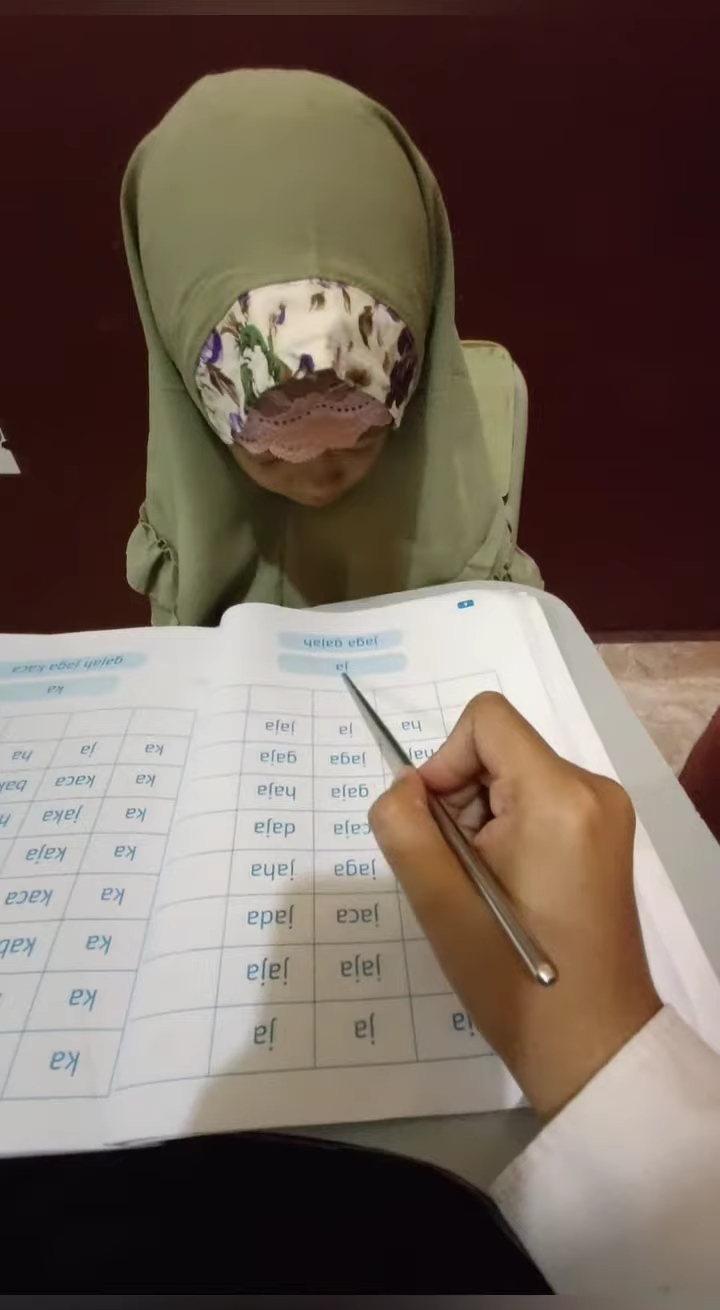 ja ja ja
jaja jaja
jaca jada
jaga jaha
caja daja
gaja haja
jaga gaja
ha ja jaja
ja
jaga gajah
ka
ka
ka
ka kaca
ka kaja
ka jaka
ka kaca
ka ja ha
ka
gajah jaga kaca